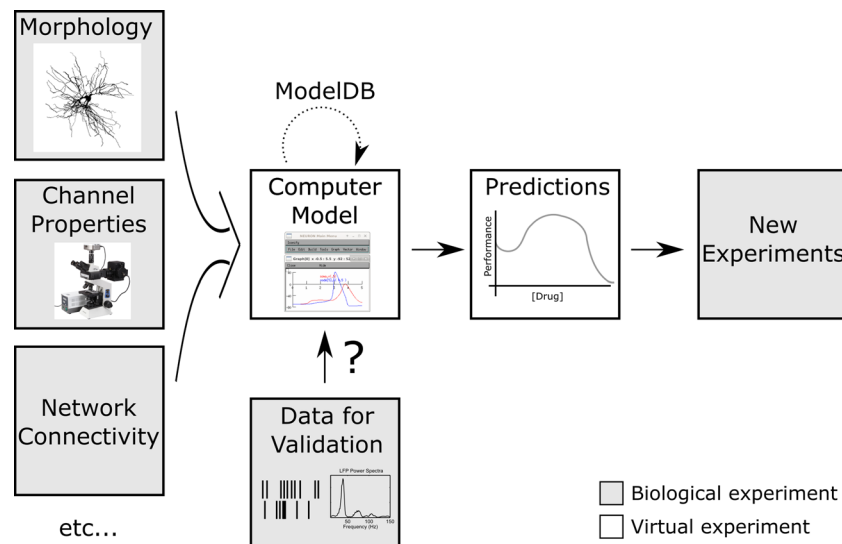 Morphology
Channel
Properties
Network
Connectivity
etc...
ModelDB
Computer
Model
?
Data for
Validation
LFP Power Spectra
50 100 150
Frequency (Hz)
Predictions
Performance
[Drug]
New
Experiments
Biological experiment
Virtual experiment